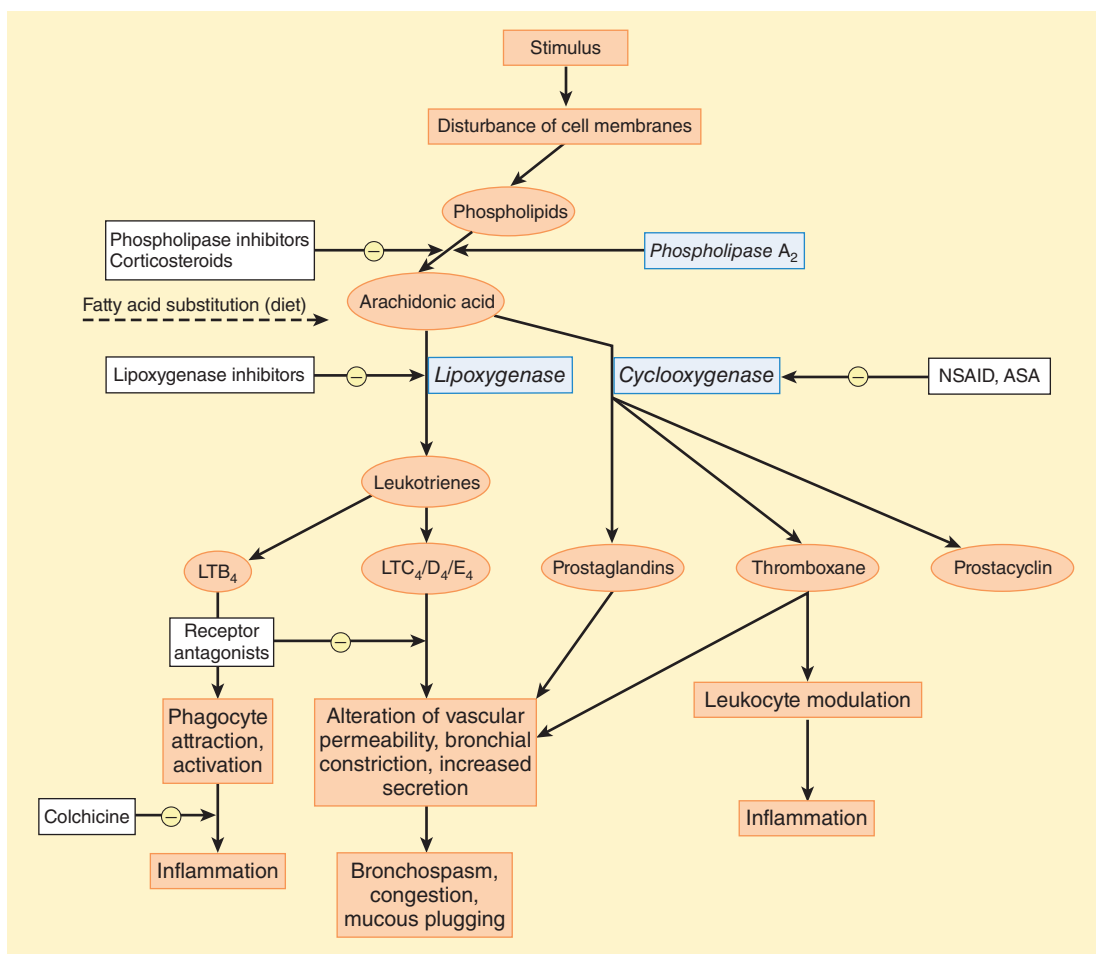 Stimulus
Disturbance of cell membranes
Phospholipids
Phospholipase inhibitors
Corticosteroids
−
Phospholipase A₂
Arachidonic acid
Fatty acid substitution (diet)
Lipoxygenase inhibitors
−
Lipoxygenase
Cyclooxygenase
−
NSAID, ASA
Leukotrienes
LTB₄
LTC₄/D₄/E₄
Prostaglandins
Thromboxane
Prostacyclin
Receptor
antagonists
−
Phagocyte
attraction,
activation
Alteration of vascular
permeability, bronchial
constriction, increased
secretion
Leukocyte modulation
Colchicine
−
Inflammation
Bronchospasm,
congestion,
mucous plugging
Inflammation